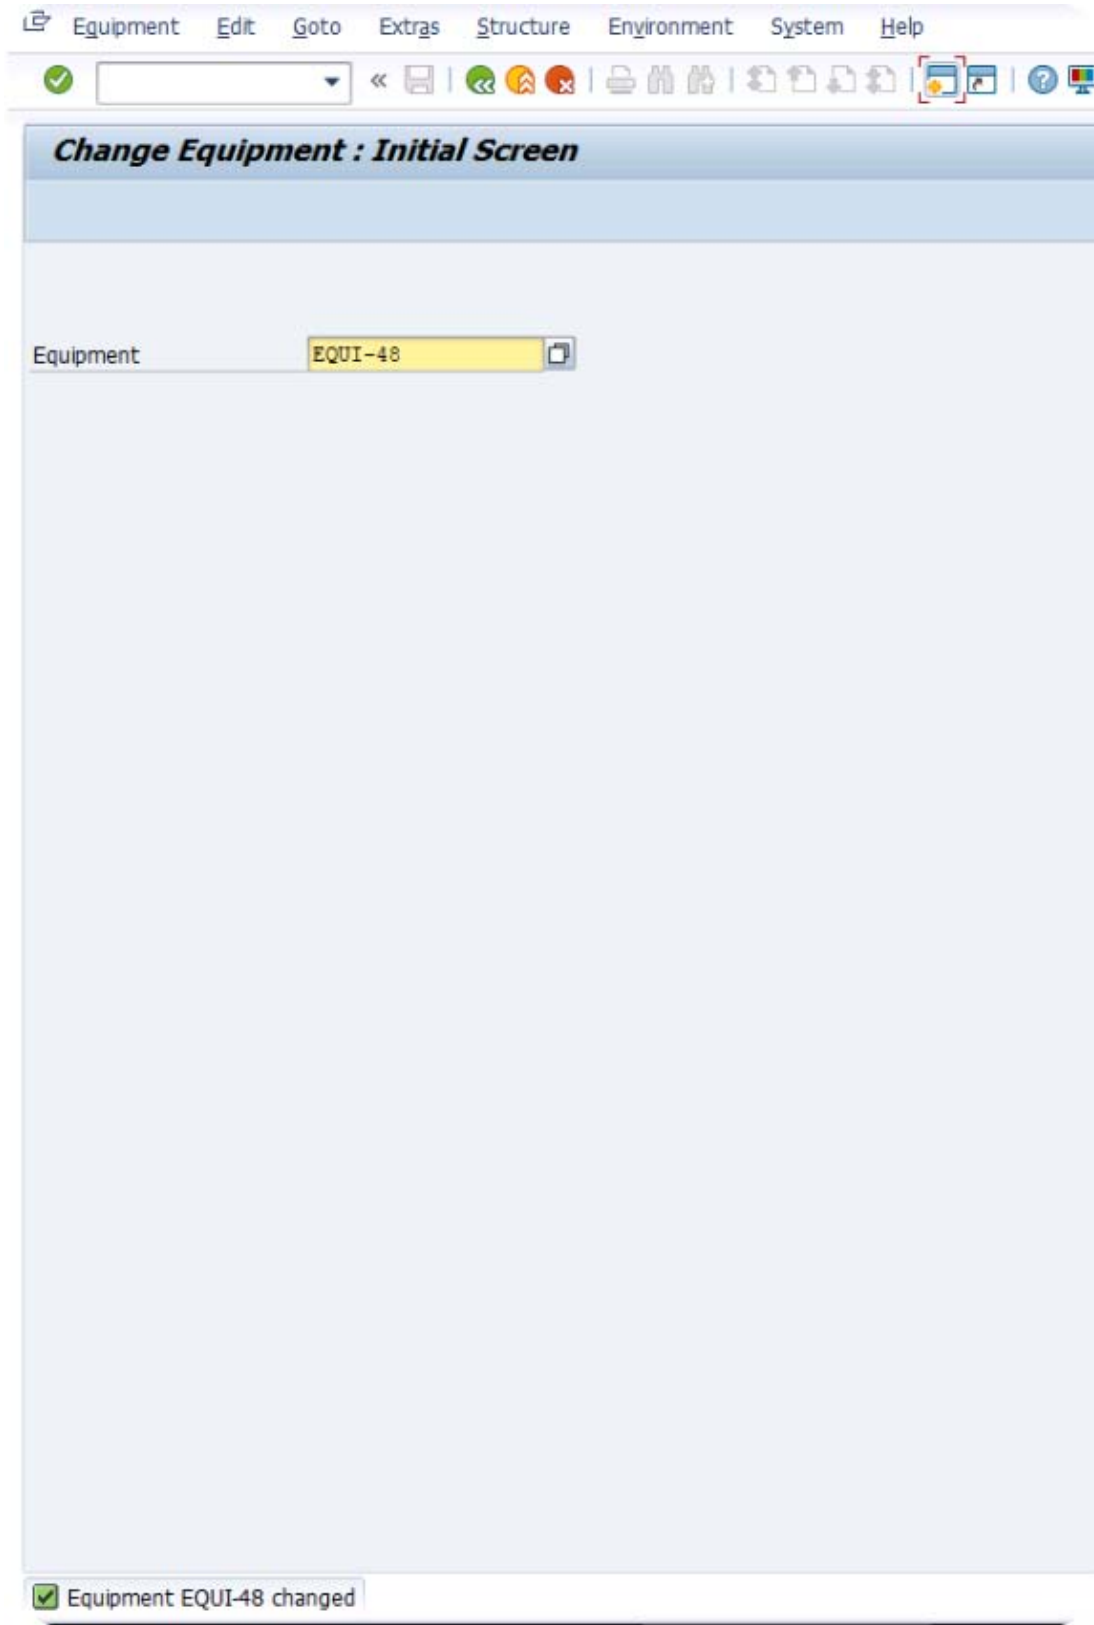 Equipment Edit Goto Extras Structure Environment System Help
Change Equipment : Initial Screen
Equipment EQUI-48
Equipment EQUI-48 changed